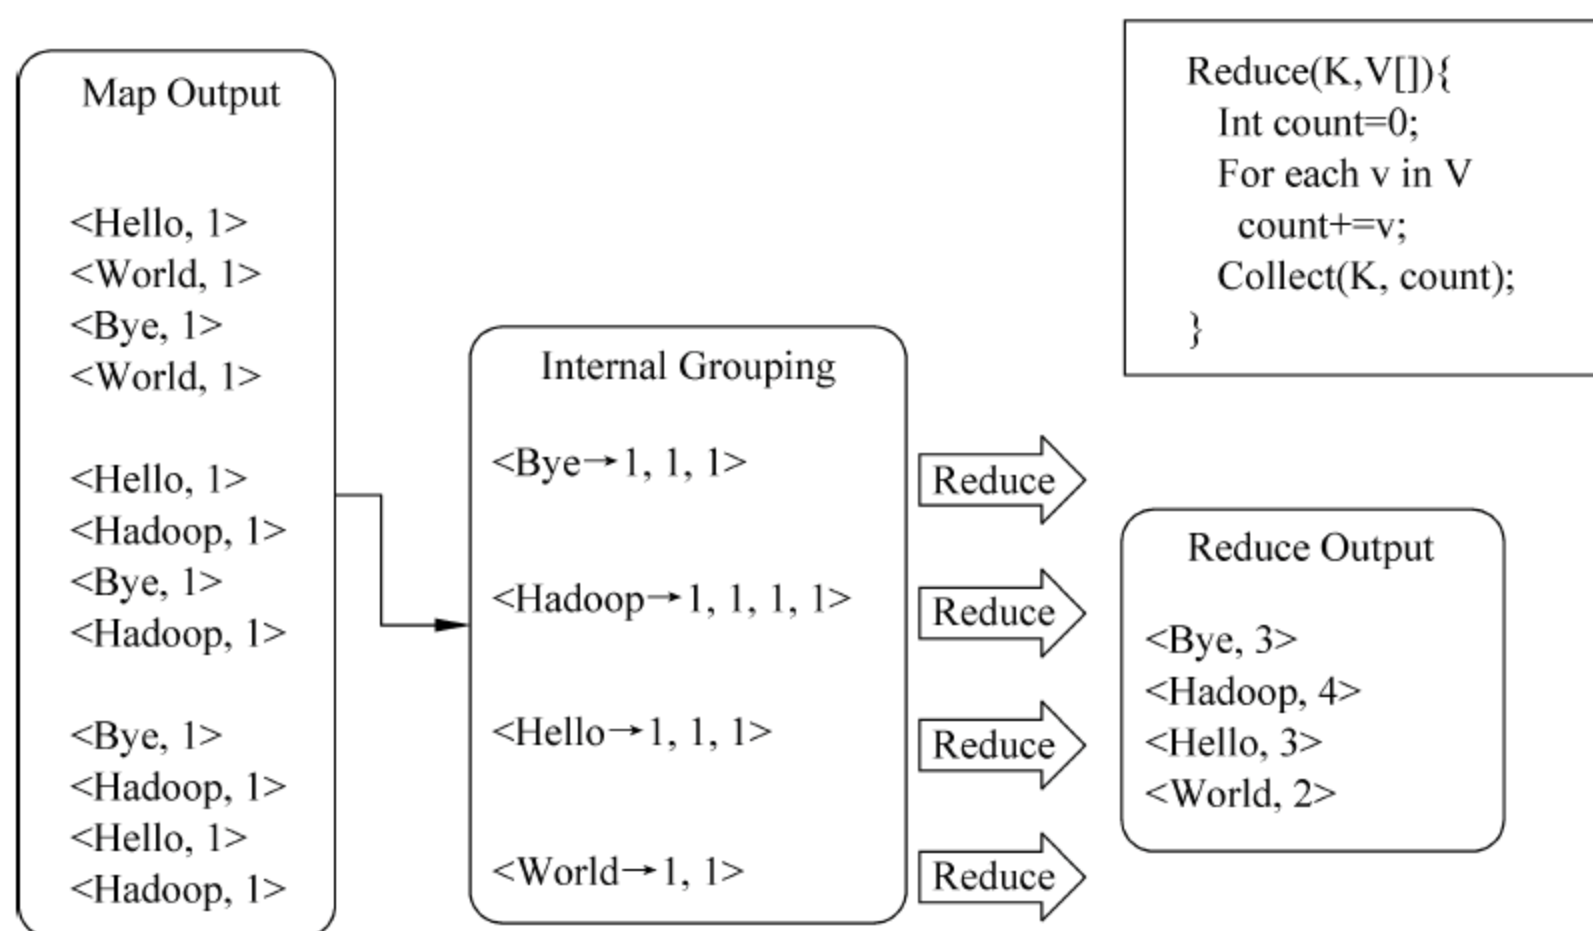 Map Output
<Hello, 1>
<World, 1>
<Bye, 1>
<World, 1>
<Hello, 1>
<Hadoop, 1>
<Bye, 1>
<Hadoop, 1>
<Bye, 1>
<Hadoop, 1>
<Hello, 1>
<Hadoop, 1>
Internal Grouping
<Bye→1, 1, 1>
<Hadoop→1, 1, 1, 1>
<Hello→1, 1, 1>
<World→1, 1>
Reduce
Reduce
Reduce
Reduce
Reduce(K,V[]){
Int count=0;
For each v in V
count+=v;
Collect(K, count);
}
Reduce Output
<Bye, 3>
<Hadoop, 4>
<Hello, 3>
<World, 2>